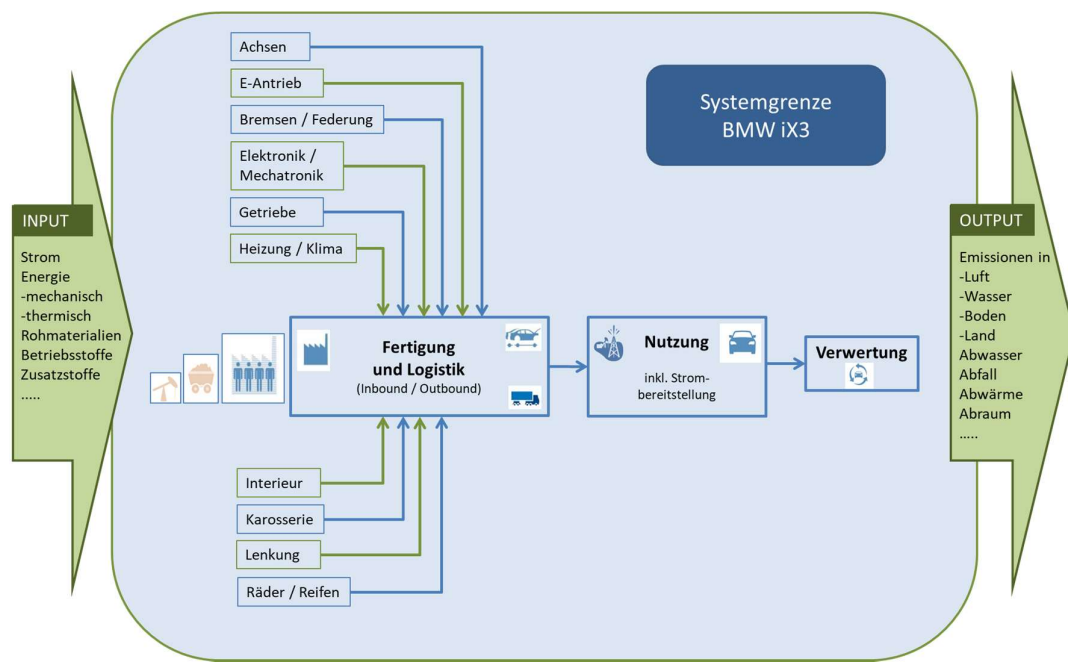 Systemgrenze
BMW iX3
INPUT
Strom
Energie
-mechanisch
-thermisch
Rohmaterialien
Betriebsstoffe
Zusatzstoffe
.....
Achsen
E-Antrieb
Bremsen / Federung
Elektronik /
Mechatronik
Getriebe
Heizung / Klima
Fertigung
und Logistik
(Inbound / Outbound)
Nutzung
inkl. Strom-
bereitstellung
Verwertung
Interieur
Karosserie
Lenkung
Räder / Reifen
OUTPUT
Emissionen in
-Luft
-Wasser
-Boden
-Land
Abwasser
Abfall
Abwärme
Abraum
.....